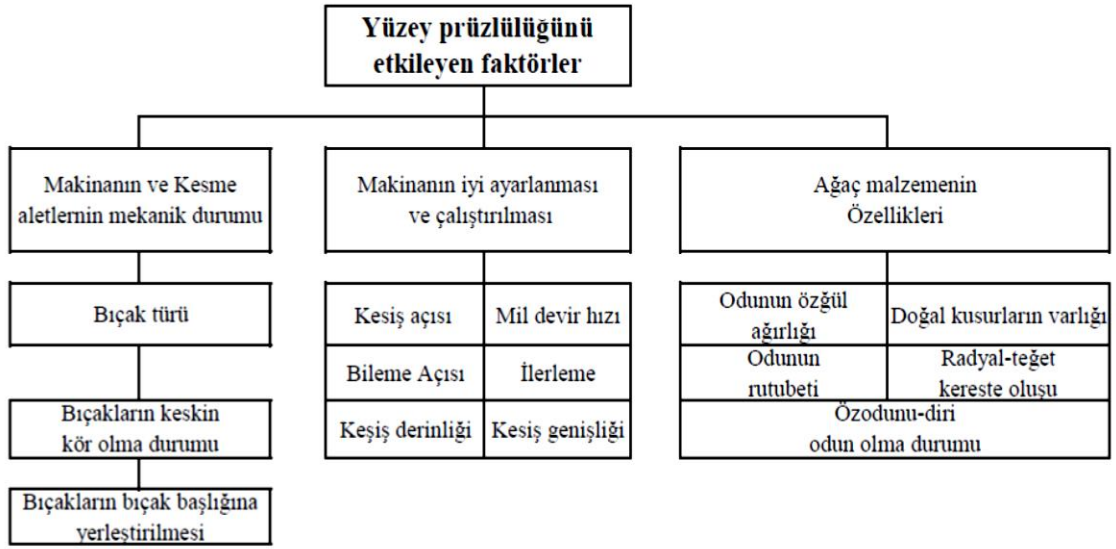 Yüzey prüzlülüğünü
etkileyen faktörler
Makinanın ve Kesme
aletlernin mekanik durumu
Bıçak türü
Bıçakların keskin
kör olma durumu
Bıçakların bıçak başlığına
yerleştirilmesi
Makinanın iyi ayarlanması
ve çalıştırılması
Kesiş açısı
Mil devir hızı
Bileme Açısı
İlerleme
Keşiş derinliği
Kesiş genişliği
Ağaç malzemenin
Özellikleri
Odunun özğül
ağırlığı
Doğal kusurların varlığı
Odunun
rutubeti
Radyal-teğet
kereste oluşu
Özodunu-diri
odun olma durumu